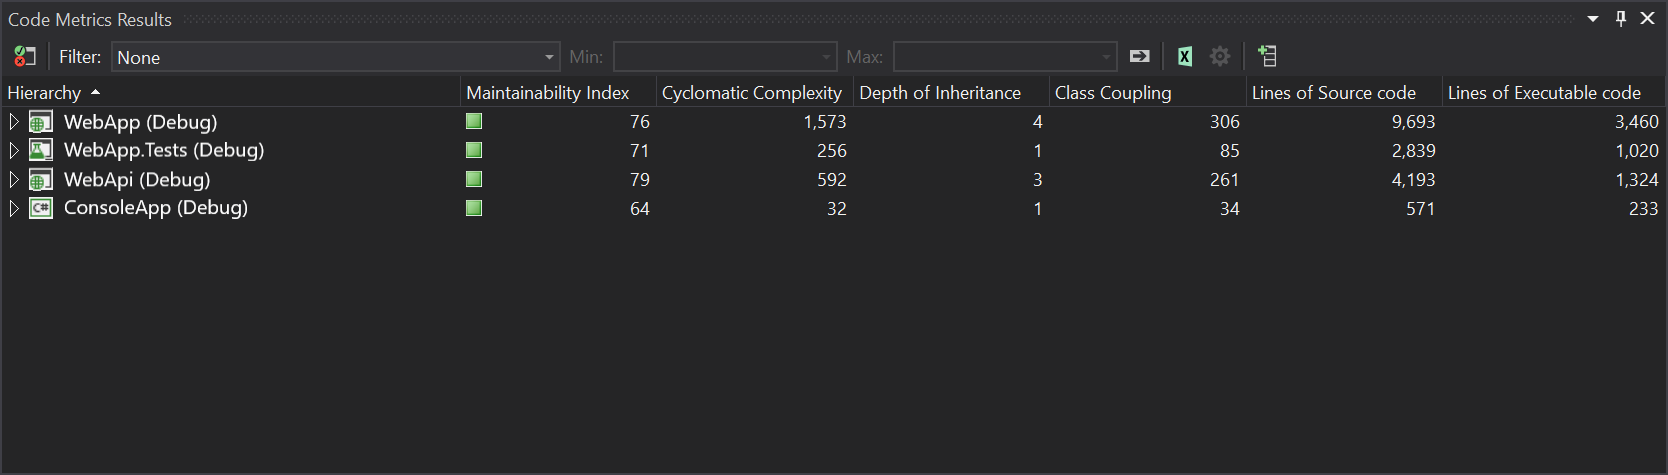 Code Metrics Results
Filter: None Min: Max:
Hierarchy Maintainability Index Cyclomatic Complexity Depth of Inheritance Class Coupling Lines of Source code Lines of Executable code
WebApp (Debug) 76 1,573 4 306 9,693 3,460
WebApp.Tests (Debug) 71 256 1 85 2,839 1,020
WebApi (Debug) 79 592 3 261 4,193 1,324
C# ConsoleApp (Debug) 64 32 1 34 571 233